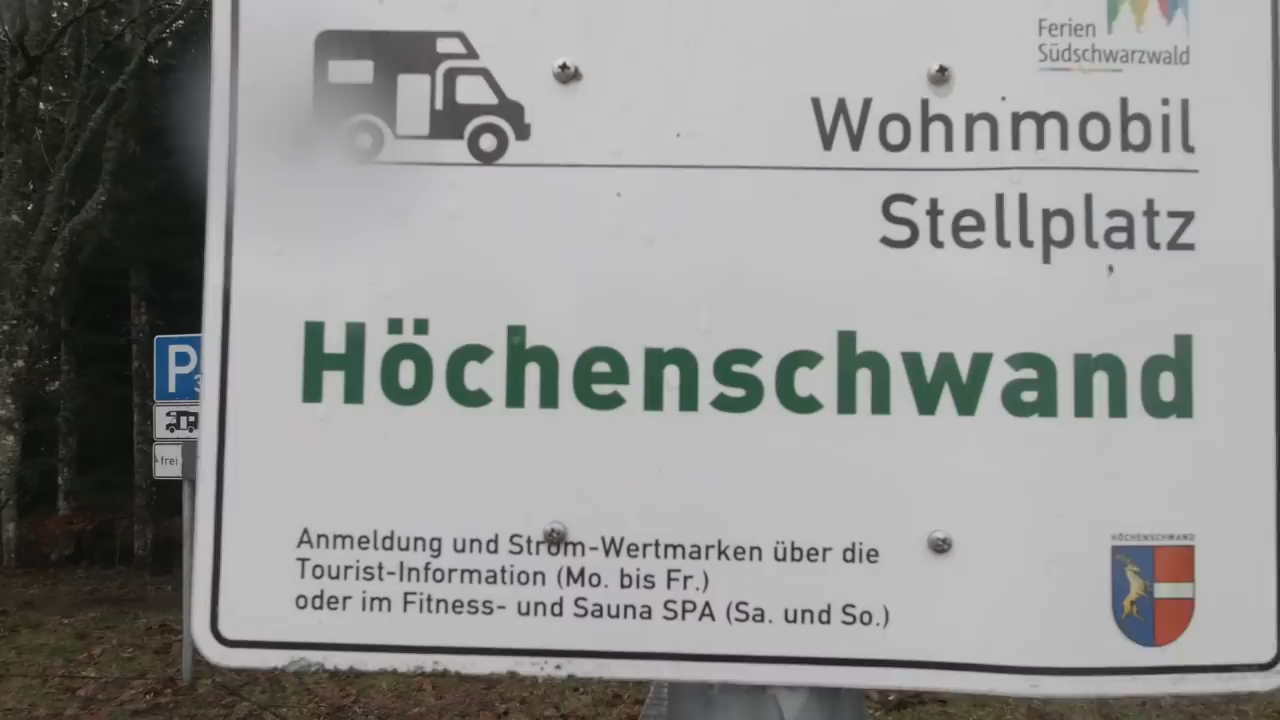 Ferien
Südschwarzwald
Wohnmobil
Stellplatz
Höchenschwand
Anmeldung und Strom-Wertmarken über die
Tourist-Information (Mo. bis Fr.)
oder im Fitness- und Sauna SPA (Sa. und So.)
HÖCHENSCHWAND
P
frei